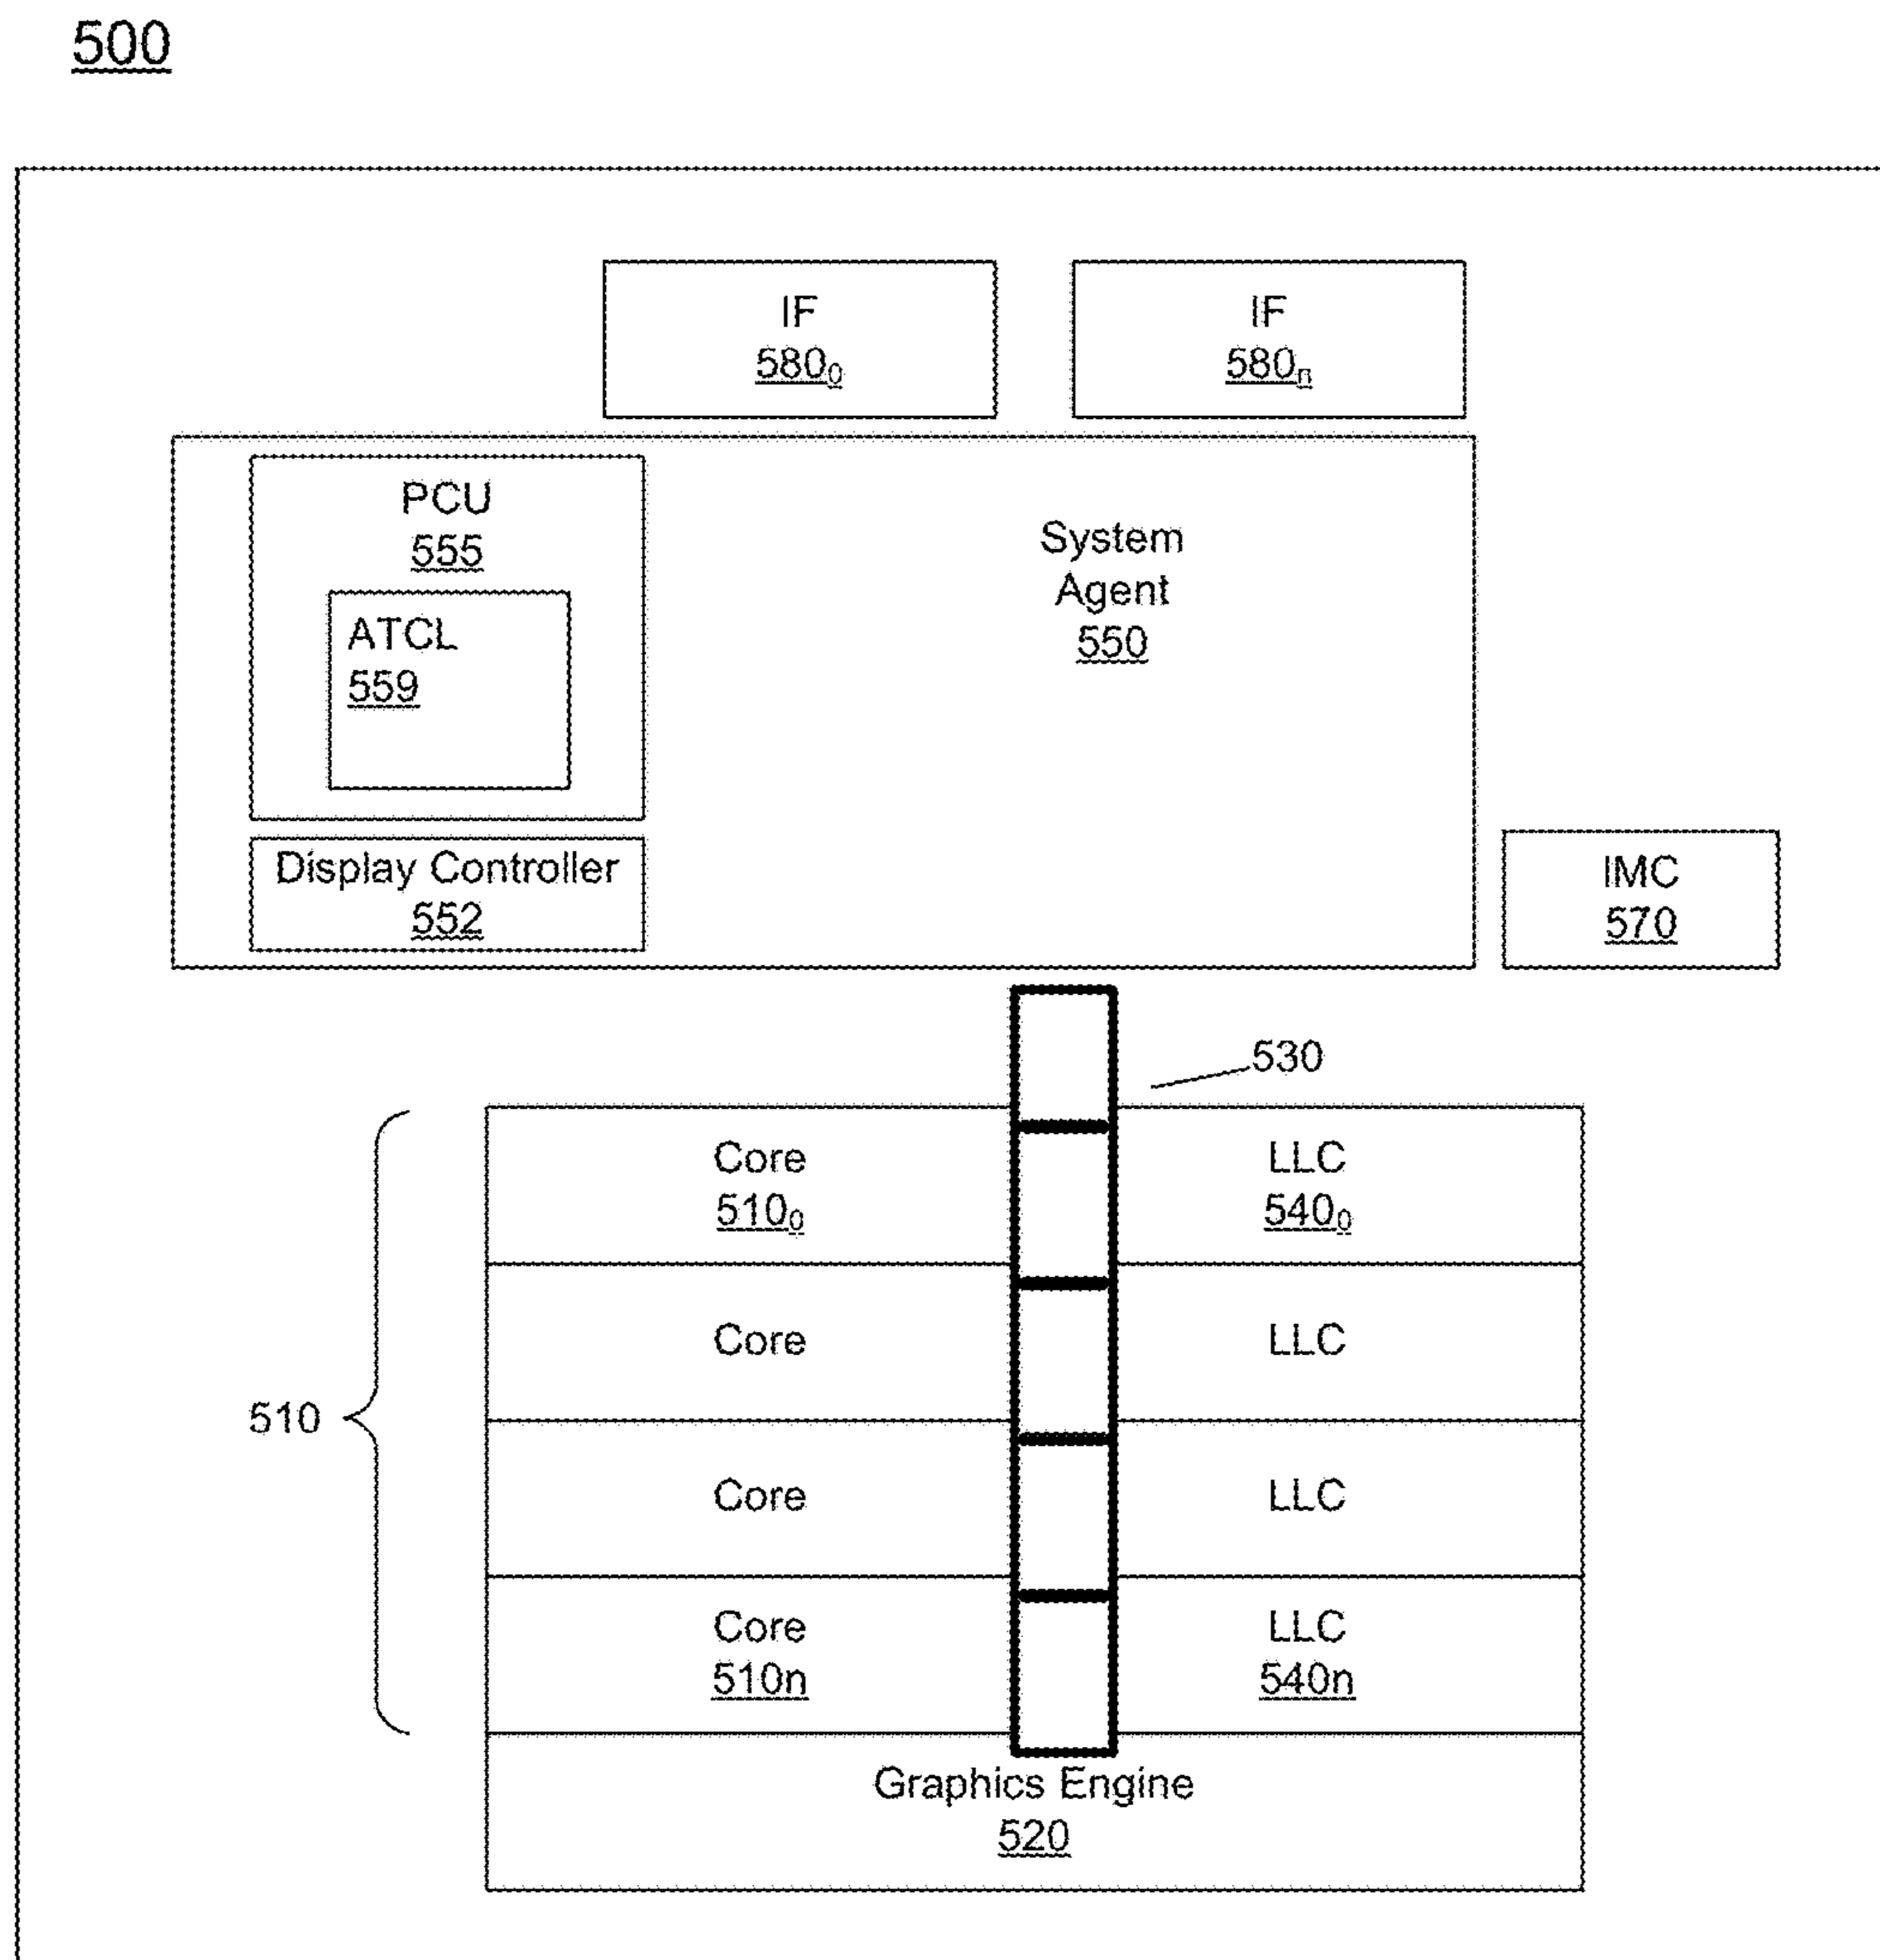 500
IF
580₀
IF
580ₙ
PCU
555
ATCL
559
System
Agent
550
Display Controller
552
IMC
570
530
Core
510₀
LLC
540₀
Core
LLC
510
Core
LLC
Core
510n
LLC
540n
Graphics Engine
520